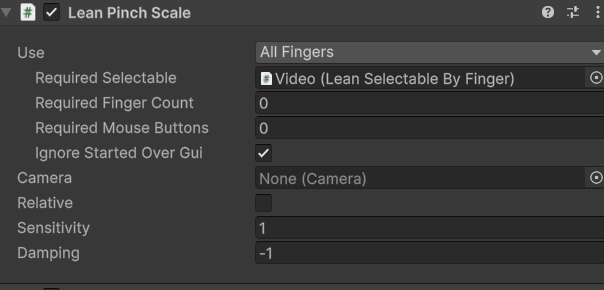 Lean Pinch Scale
Use All Fingers
Required Selectable Video (Lean Selectable By Finger)
Required Finger Count 0
Required Mouse Buttons 0
Ignore Started Over Gui
Camera None (Camera)
Relative
Sensitivity 1
Damping -1